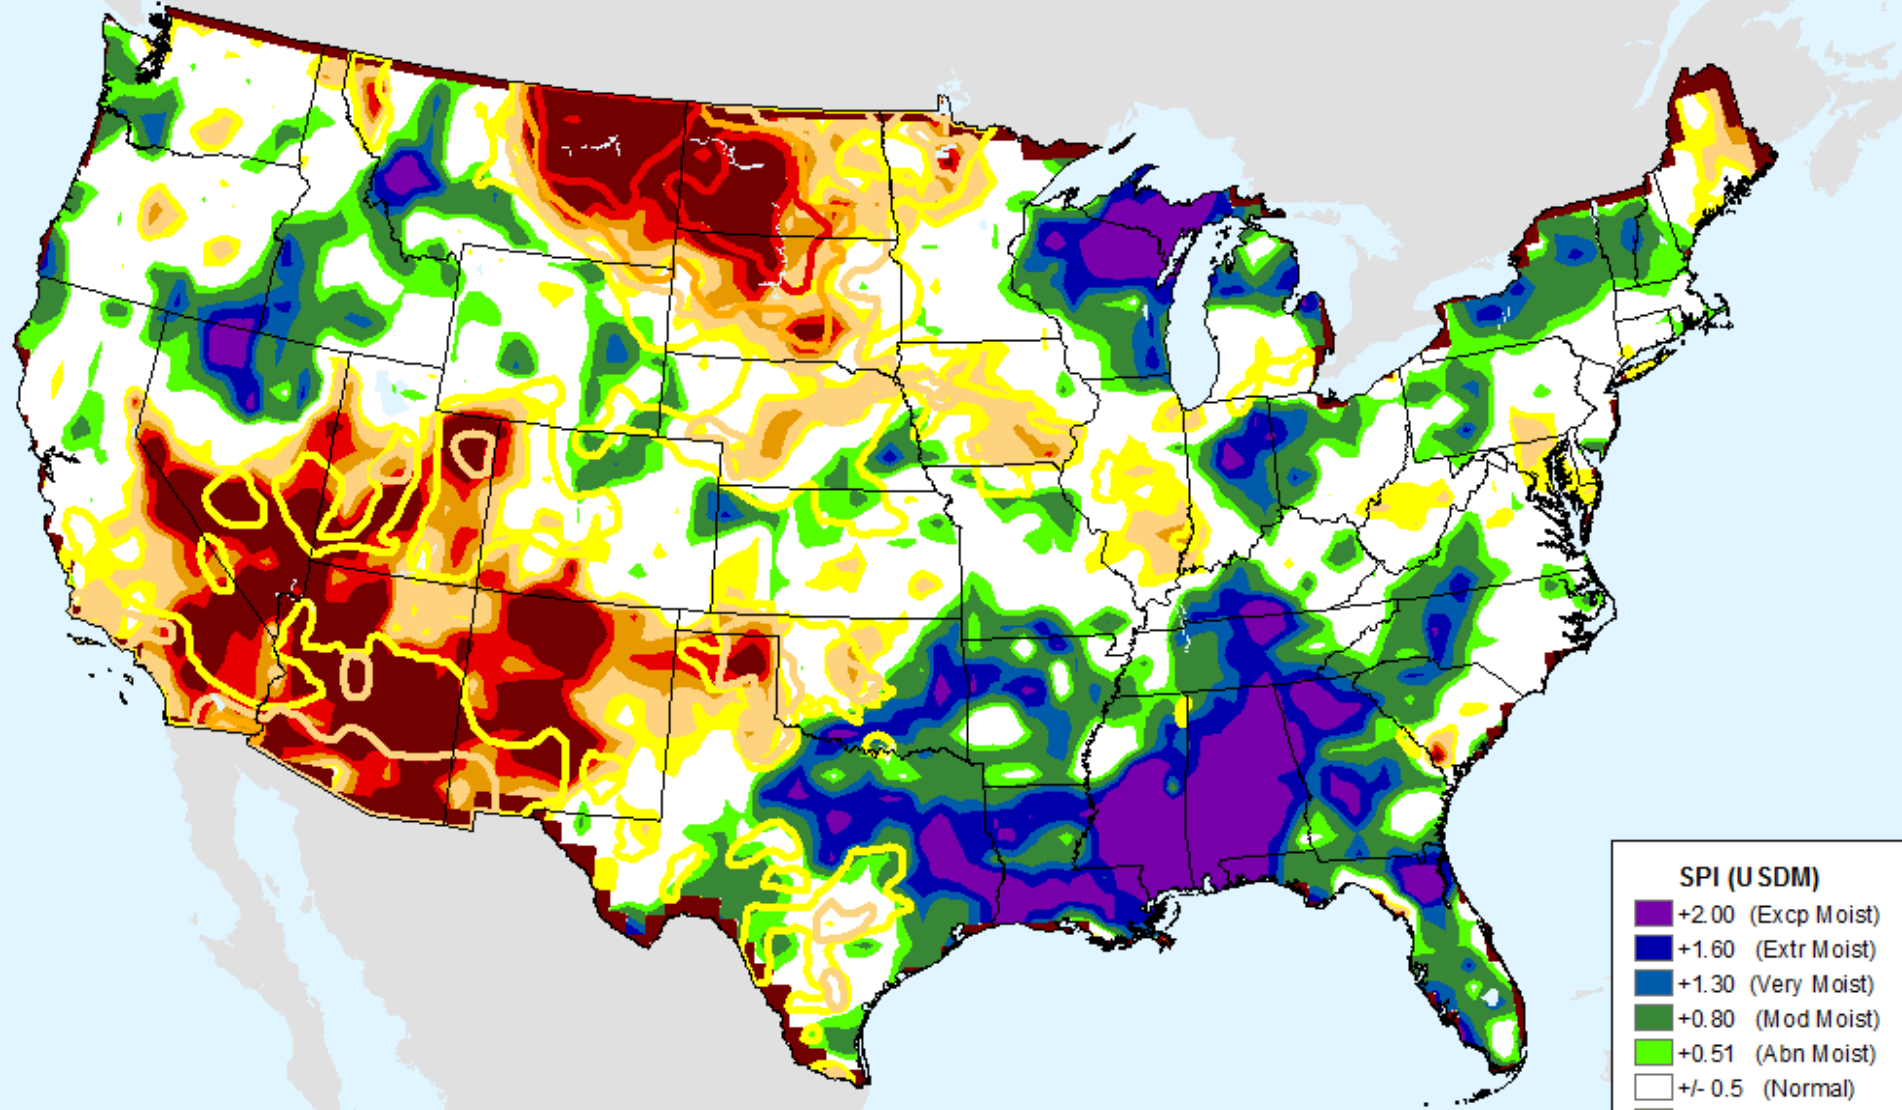 SPI (USDM)
+2.00 (Excp Moist)
+1.60 (Extr Moist)
+1.30 (Very Moist)
+0.80 (Mod Moist)
+0.51 (Abn Moist)
+/- 0.5 (Normal)